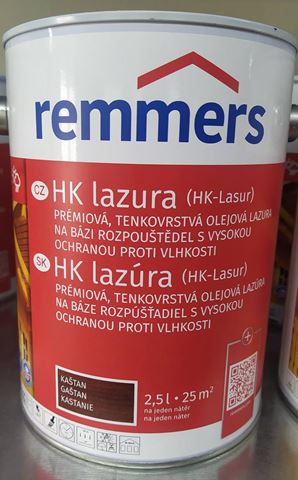 remmers
CZ HK lazura (HK-Lasur)
PRÉMIOVÁ, TENKOVRSTVÁ OLEJOVÁ LAZURA
NA BÁZI ROZPOUŠTĚDEL S VYSOKOU
OCHRANOU PROTI VLHKOSTI
SK HK lazúra (HK-Lasur)
PRÉMIOVÁ, TENKOVRSTVÁ OLEJOVÁ LAZÚRA
NA BÁZE ROZPÚŠŤADIEL S VYSOKOU
OCHRANOU PROTI VLHKOSTI
KAŠTAN
GAŠTAN
KASTANIE
2,5 l · 25 m²
na jeden nátěr
na jeden náter